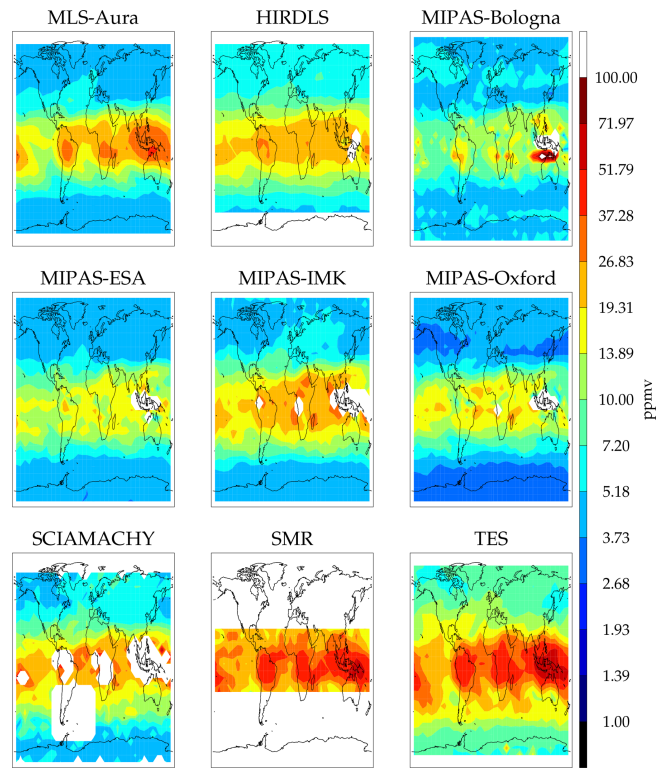 MLS-Aura
HIRDLS
MIPAS-Bologna
MIPAS-ESA
MIPAS-IMK
MIPAS-Oxford
SCIAMACHY
SMR
TES
100.00
71.97
51.79
37.28
26.83
19.31
13.89
10.00
7.20
5.18
3.73
2.68
1.93
1.39
1.00
ppmv